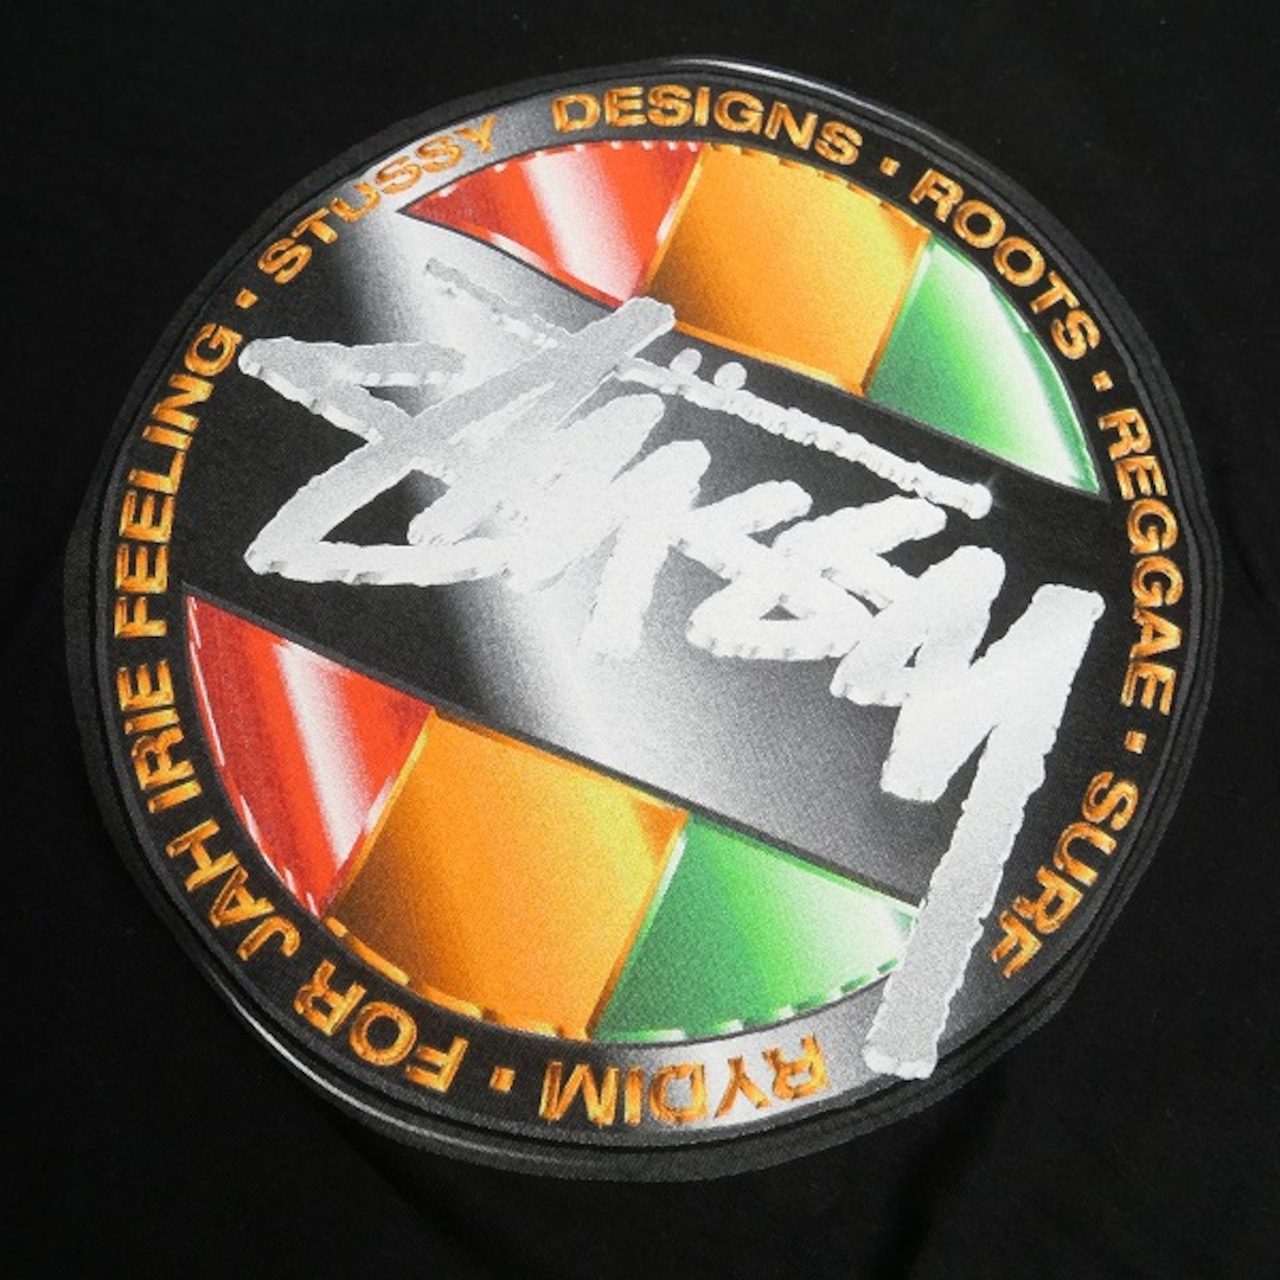 STUSSY DESIGNS · ROOTS · REGGAE · SURF RYDIM · FOR JAH IRIE FEELING ·
Stüssy